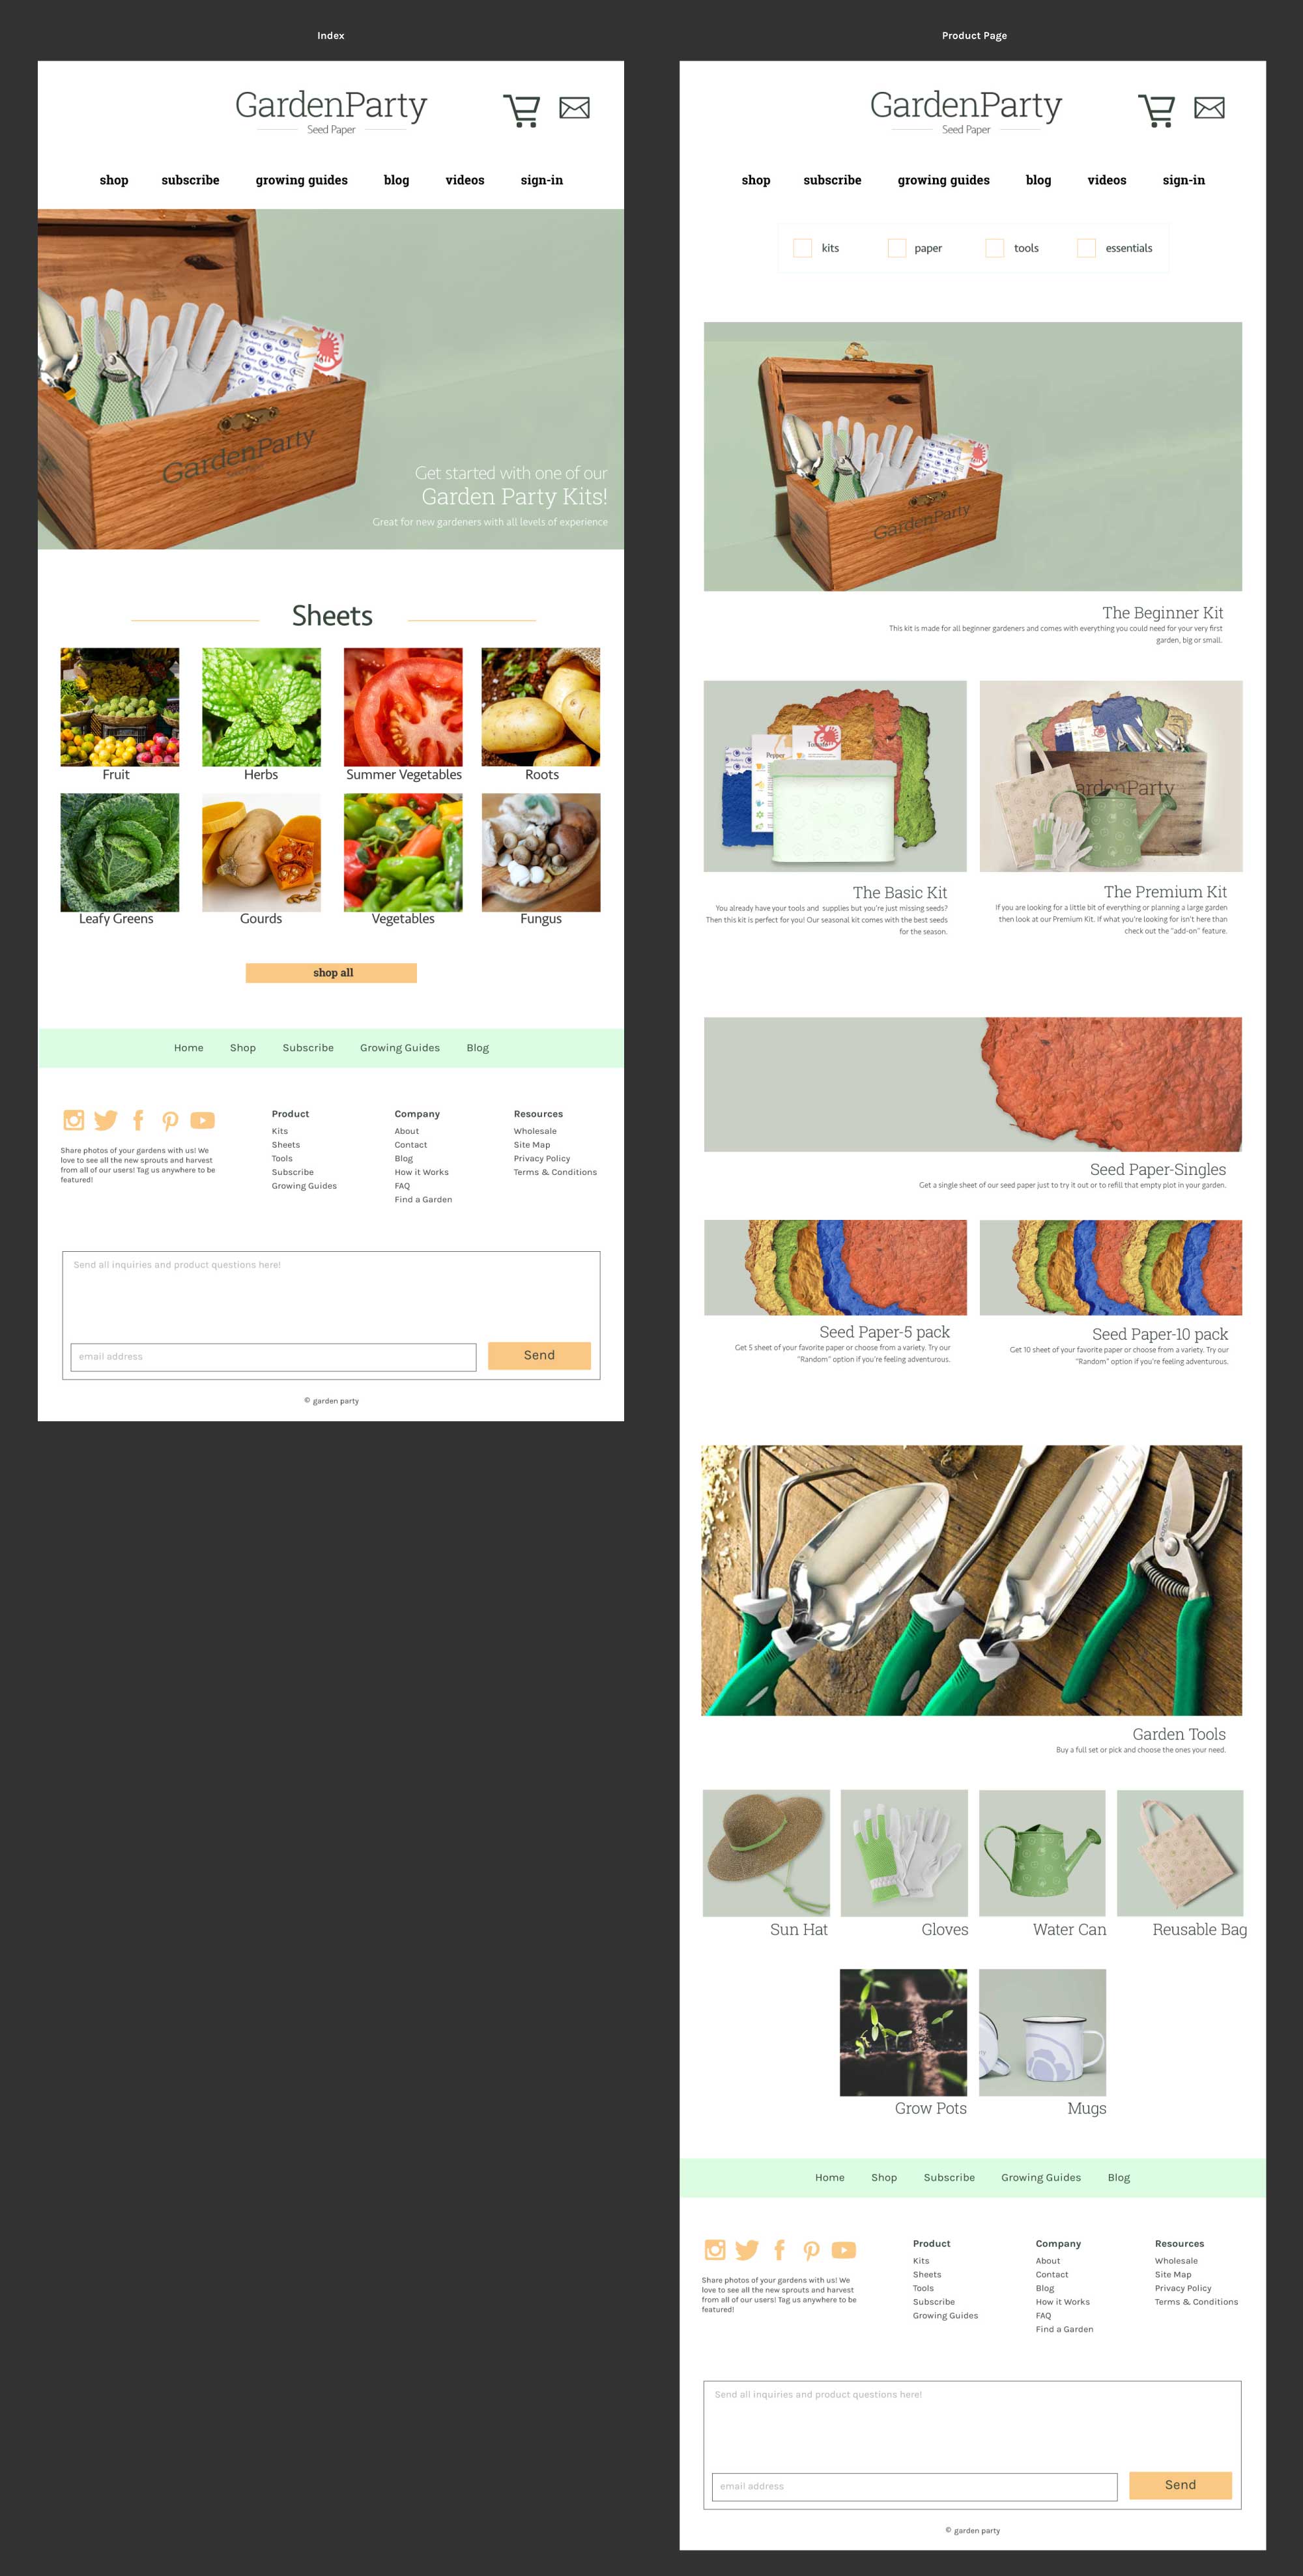 Index
GardenParty
Seed Paper
shop subscribe growing guides blog videos sign-in
GardenParty
Get started with one of our
Garden Party Kits!
Great for new gardeners with all levels of experience
Sheets
Fruit Herbs Summer Vegetables Roots
Leafy Greens Gourds Vegetables Fungus
shop all
Home Shop Subscribe Growing Guides Blog
Share photos of your gardens with us! We
love to see all the new sprouts and harvest
from all of our users! Tag us anywhere to be
featured!
Product
Kits
Sheets
Tools
Subscribe
Growing Guides
Company
About
Contact
Blog
How it Works
FAQ
Find a Garden
Resources
Wholesale
Site Map
Privacy Policy
Terms & Conditions
Send all inquiries and product questions here!
email address
Send
© garden party
Product Page
GardenParty
Seed Paper
shop subscribe growing guides blog videos sign-in
kits paper tools essentials
GardenParty
The Beginner Kit
This kit is made for all beginner gardeners and comes with everything you could need for your very first
garden, big or small.
Pepper
The Basic Kit
You already have your tools and supplies but you're just missing seeds?
Then this kit is perfect for you! Our seasonal kit comes with the best seeds
for the season.
ardenParty
The Premium Kit
If you are looking for a little bit of everything or planning a large garden
then look at our Premium Kit. If what you're looking for isn't here than
check out the "add-on" feature.
Seed Paper-Singles
Get a single sheet of our seed paper just to try it out or to refill that empty plot in your garden.
Seed Paper-5 pack
Get 5 sheet of your favorite paper or choose from a variety. Try our
"Random" option if you're feeling adventurous.
Seed Paper-10 pack
Get 10 sheet of your favorite paper or choose from a variety. Try our
"Random" option if you're feeling adventurous.
Garden Tools
Buy a full set or pick and choose the ones your need.
Sun Hat Gloves Water Can Reusable Bag
Grow Pots Mugs
Home Shop Subscribe Growing Guides Blog
Share photos of your gardens with us! We
love to see all the new sprouts and harvest
from all of our users! Tag us anywhere to be
featured!
Product
Kits
Sheets
Tools
Subscribe
Growing Guides
Company
About
Contact
Blog
How it Works
FAQ
Find a Garden
Resources
Wholesale
Site Map
Privacy Policy
Terms & Conditions
Send all inquiries and product questions here!
email address
Send
© garden party